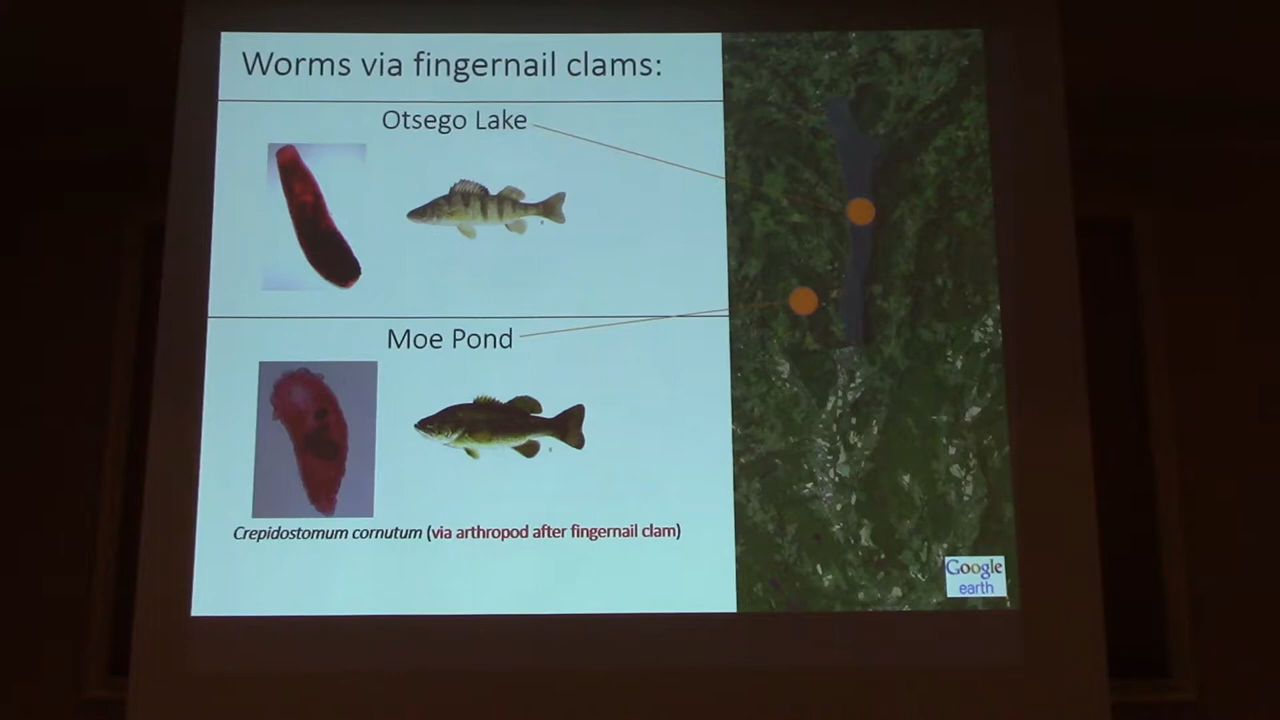 Worms via fingernail clams:
Otsego Lake
Moe Pond
Crepidostomum cornutum (via arthropod after fingernail clam)
Google
earth